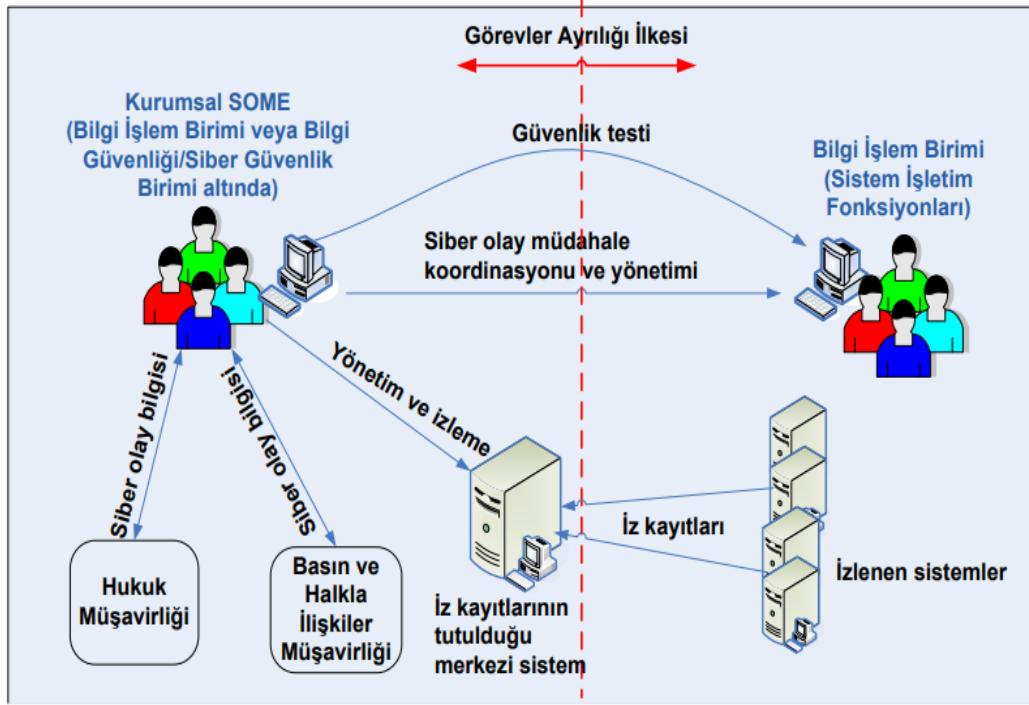 Görevler Ayrılığı İlkesi
Kurumsal SOME
(Bilgi İşlem Birimi veya Bilgi
Güvenliği/Siber Güvenlik
Birimi altında)
Güvenlik testi
Bilgi İşlem Birimi
(Sistem İşletim
Fonksiyonları)
Siber olay müdahale
koordinasyonu ve yönetimi
Yönetim ve izleme
Siber olay bilgisi
Siber olay bilgisi
İz kayıtları
Hukuk
Müşavirliği
Basın ve
Halkla
İlişkiler
Müşavirliği
İz kayıtlarının
tutulduğu
merkezi sistem
İzlenen sistemler